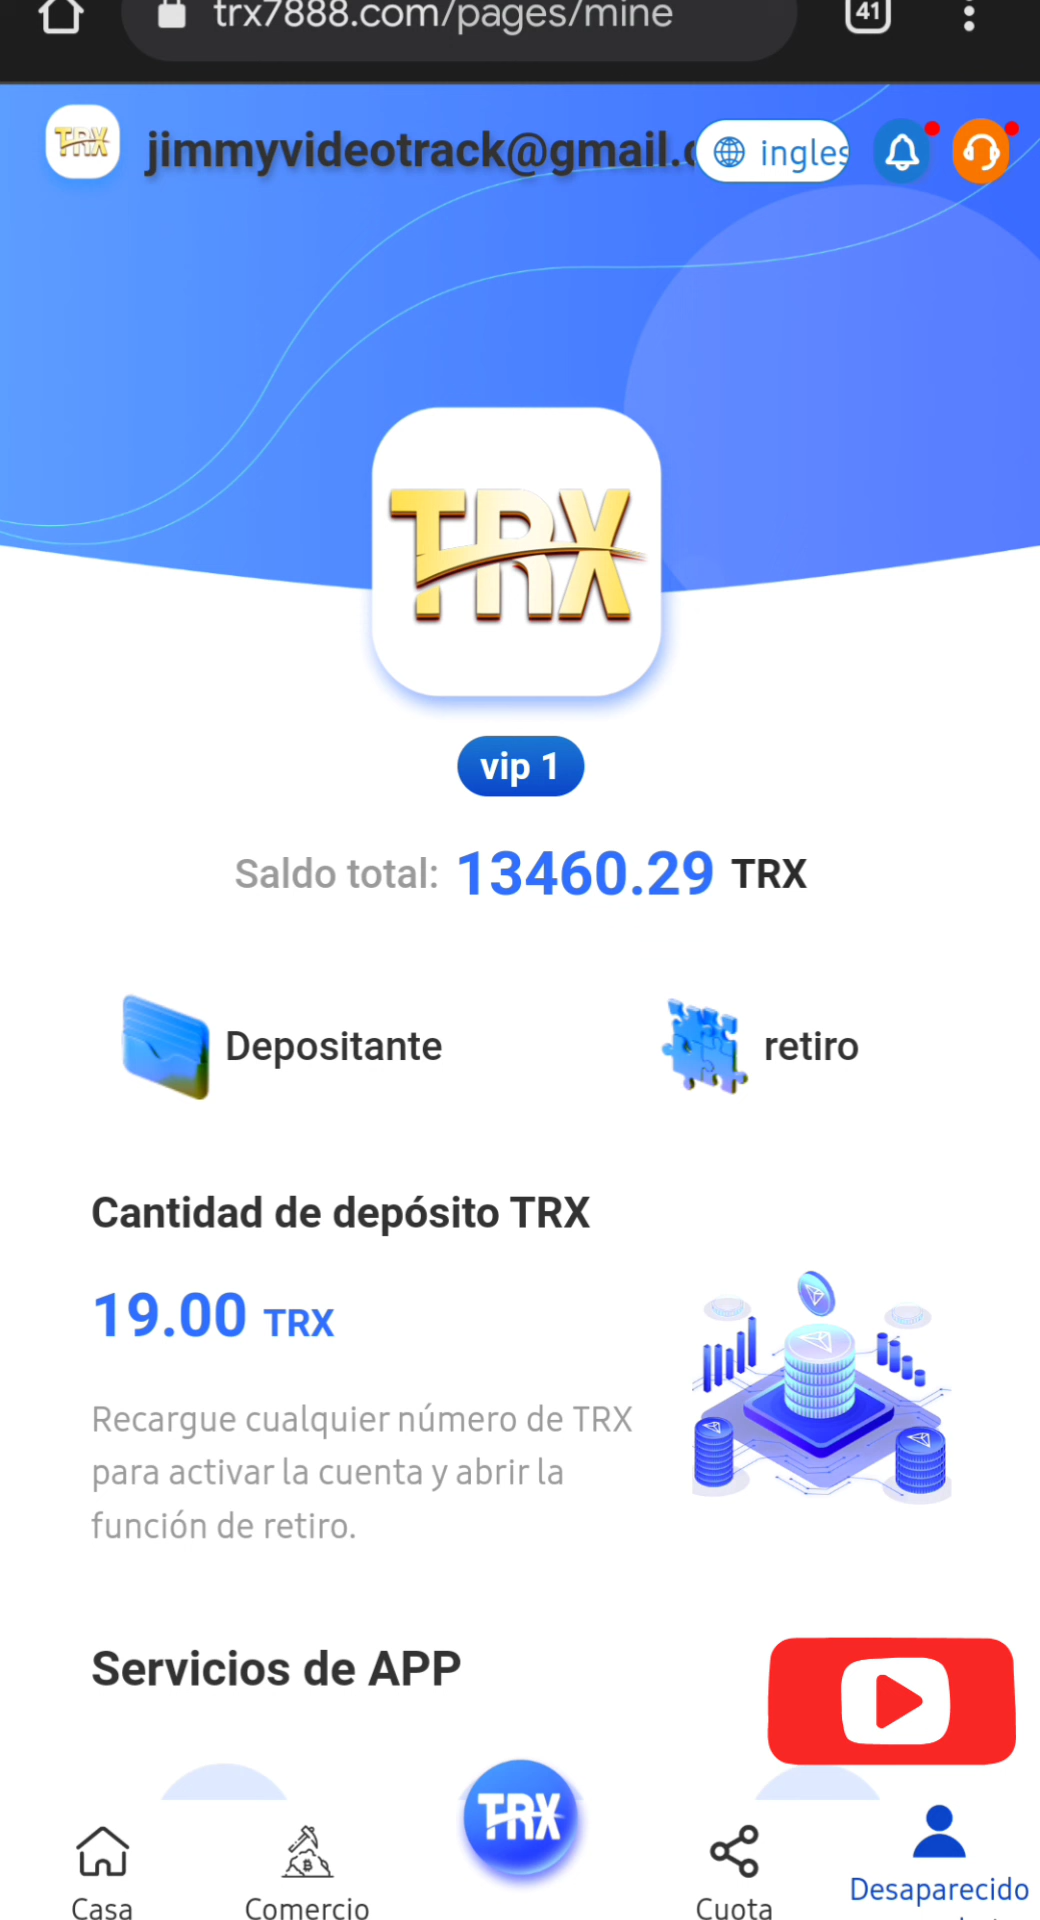 trx7888.com/pages/mine
41
TRX
jimmyvideotrack@gmail.
ingles
TRX
vip 1
Saldo total: 13460.29 TRX
Depositante
retiro
Cantidad de depósito TRX
19.00 TRX
Recargue cualquier número de TRX
para activar la cuenta y abrir la
función de retiro.
Servicios de APP
TRX
Casa
Comercio
Cuota
Desaparecido